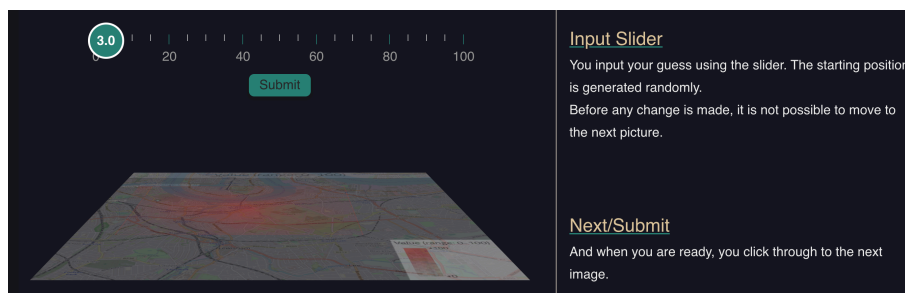 3.0
0 20 40 60 80 100
Submit
Input Slider
You input your guess using the slider. The starting position
is generated randomly.
Before any change is made, it is not possible to move to
the next picture.
Next/Submit
And when you are ready, you click through to the next
image.